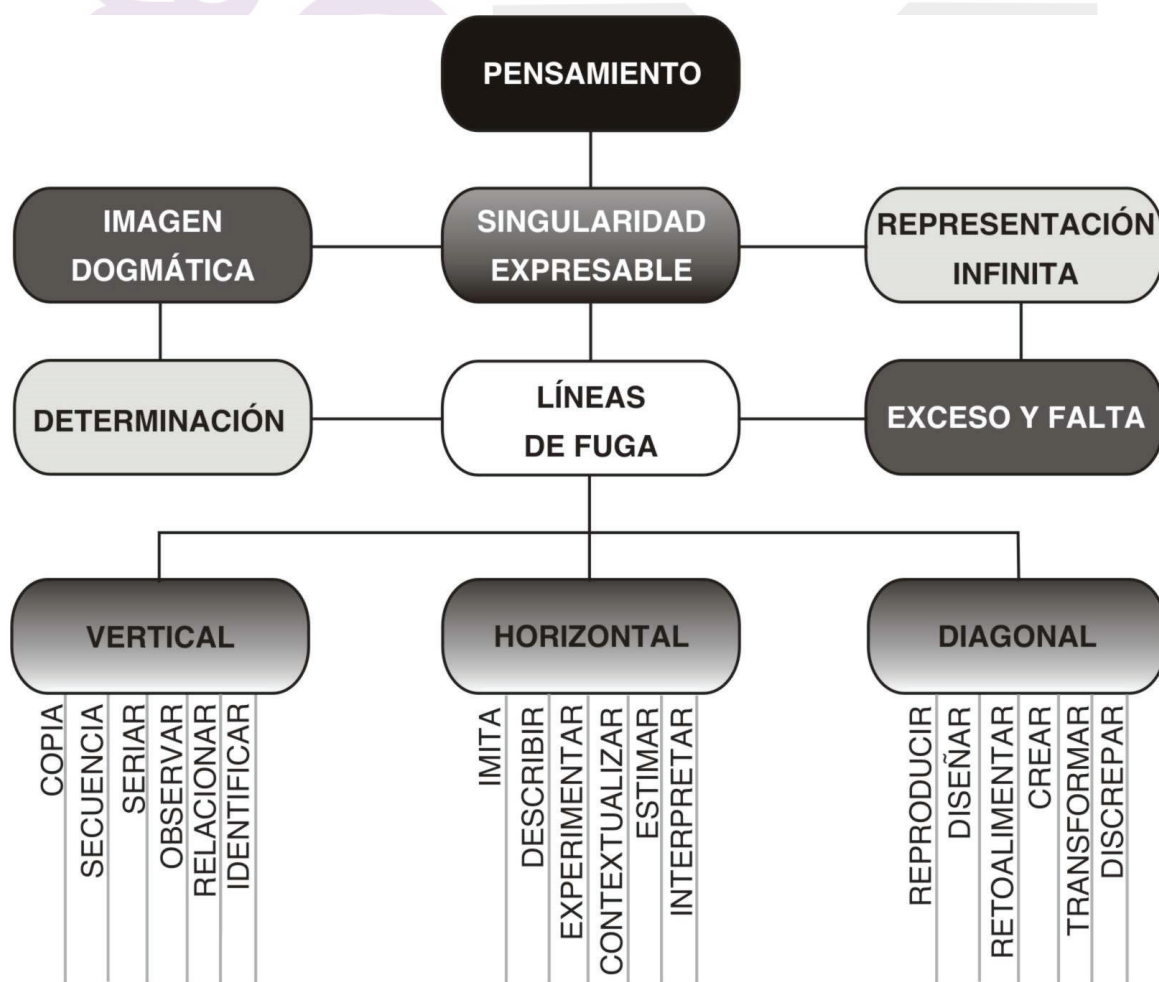 PENSAMIENTO
IMAGEN
DOGMÁTICA
SINGULARIDAD
EXPRESABLE
REPRESENTACIÓN
INFINITA
DETERMINACIÓN
LÍNEAS
DE FUGA
EXCESO Y FALTA
VERTICAL
HORIZONTAL
DIAGONAL
COPIA
SECUENCIA
SERIAR
OBSERVAR
RELACIONAR
IDENTIFICAR
IMITA
DESCRIBIR
EXPERIMENTAR
CONTEXTUALIZAR
ESTIMAR
INTERPRETAR
REPRODUCIR
DISEÑAR
RETOALIMENTAR
CREAR
TRANSFORMAR
DISCREPAR